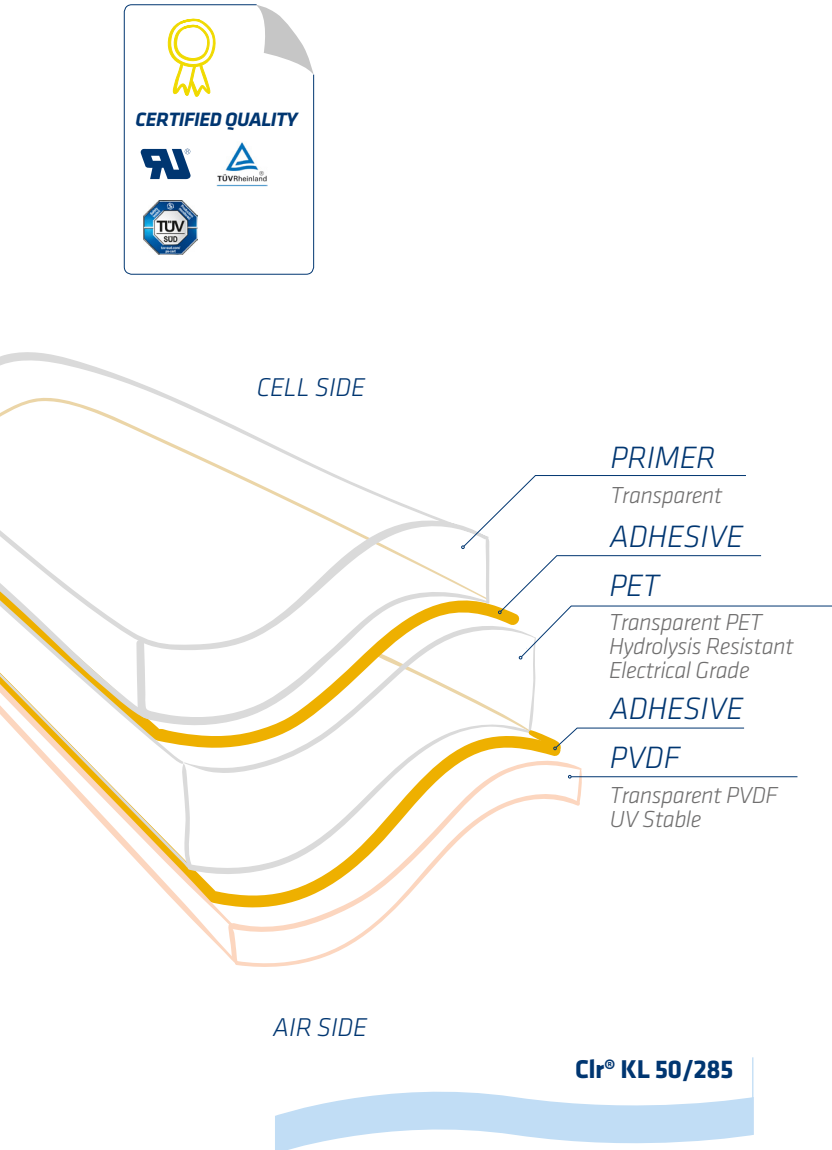 CERTIFIED QUALITY
TÜVRheinland®
TÜV
SÜD
CELL SIDE
PRIMER
Transparent
ADHESIVE
PET
Transparent PET
Hydrolysis Resistant
Electrical Grade
ADHESIVE
PVDF
Transparent PVDF
UV Stable
AIR SIDE
Clr® KL 50/285